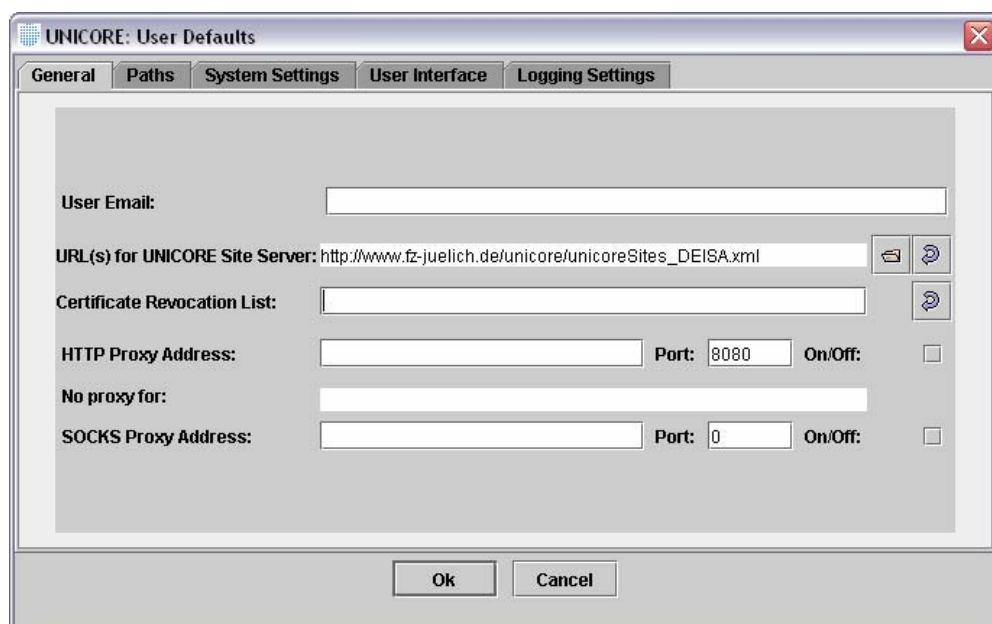 UNICORE: User Defaults
General Paths System Settings User Interface Logging Settings
User Email:
URL(s) for UNICORE Site Server: http://www.fz-juelich.de/unicore/unicoreSites_DEISA.xml
Certificate Revocation List:
HTTP Proxy Address: Port: 8080 On/Off:
No proxy for:
SOCKS Proxy Address: Port: 0 On/Off:
Ok Cancel